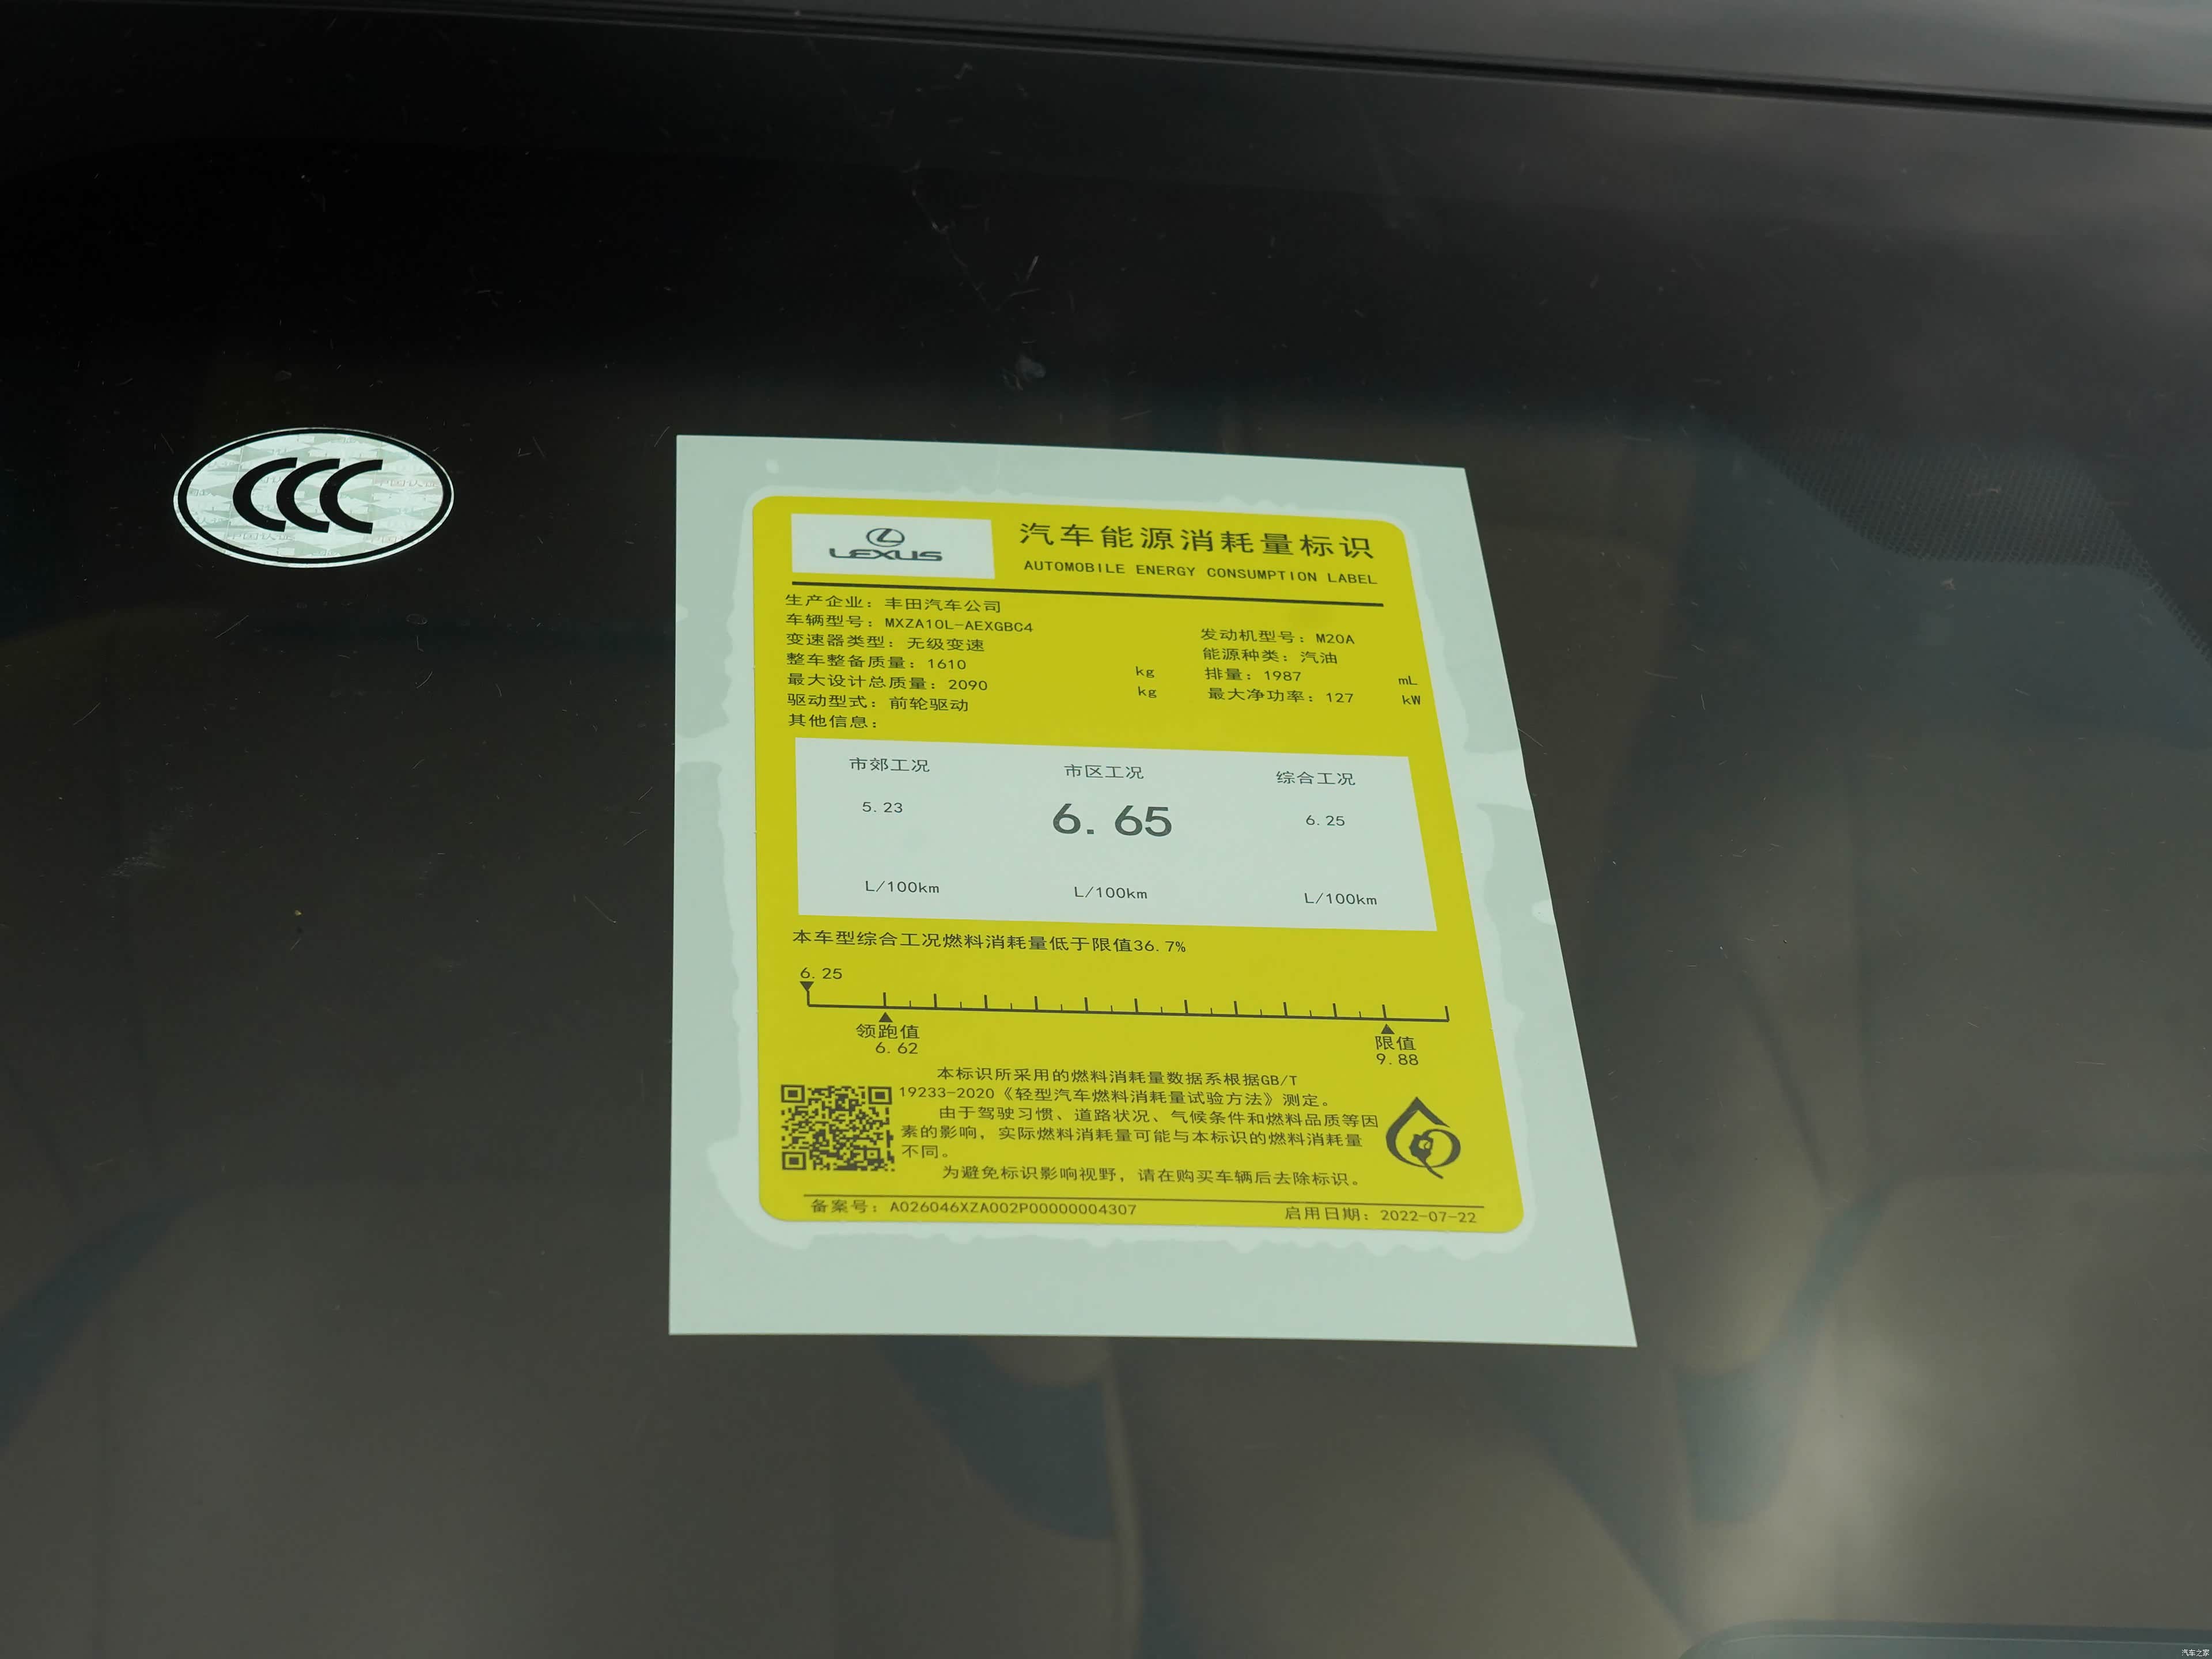 CCC
LEXUS
汽车能源消耗量标识
AUTOMOBILE ENERGY CONSUMPTION LABEL
生产企业：丰田汽车公司
车辆型号：MXZA10L-AEXGBC4
发动机型号：M20A
变速器类型：无级变速
能源种类：汽油
整车整备质量：1610 kg
排量：1987 mL
最大设计总质量：2090 kg
最大净功率：127 kW
驱动型式：前轮驱动
其他信息：
市郊工况 市区工况 综合工况
5.23 6.65 6.25
L/100km L/100km L/100km
本车型综合工况燃料消耗量低于限值36.7%
6.25
领跑值 限值
6.62 9.88
本标识所采用的燃料消耗量数据系根据GB/T
19233-2020《轻型汽车燃料消耗量试验方法》测定。
由于驾驶习惯、道路状况、气候条件和燃料品质等因
素的影响，实际燃料消耗量可能与本标识的燃料消耗量
不同。
为避免标识影响视野，请在购买车辆后去除标识。
备案号：A026046XZA002P00000004307 启用日期：2022-07-22
汽车之家